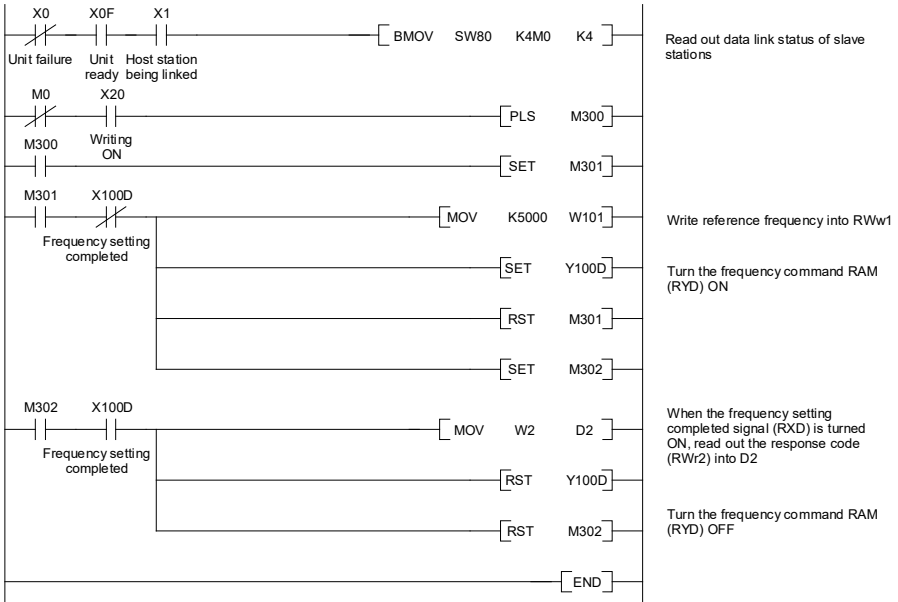 X0 X0F X1
BMOV SW80 K4M0 K4
Unit failure Unit ready Host station being linked
Read out data link status of slave
stations
M0 X20
PLS M300
Writing
ON
M300
SET M301
M301 X100D
MOV K5000 W101
Write reference frequency into RWw1
Frequency setting
completed
SET Y100D
Turn the frequency command RAM
(RYD) ON
RST M301
SET M302
M302 X100D
MOV W2 D2
When the frequency setting
completed signal (RXD) is turned
ON, read out the response code
(RWr2) into D2
Frequency setting
completed
RST Y100D
Turn the frequency command RAM
(RYD) OFF
RST M302
END